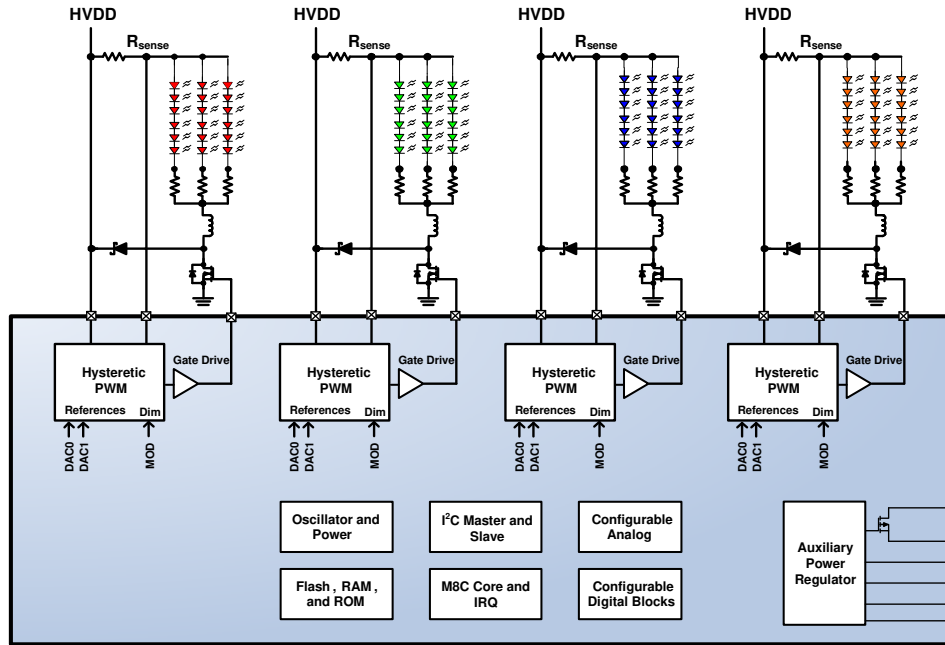 HVDD
HVDD
HVDD
HVDD
Rsense
Rsense
Rsense
Rsense
Hysteretic
PWM
References
Dim
Gate Drive
DAC0
DAC1
MOD
Hysteretic
PWM
References
Dim
Gate Drive
DAC0
DAC1
MOD
Hysteretic
PWM
References
Dim
Gate Drive
DAC0
DAC1
MOD
Hysteretic
PWM
References
Dim
Gate Drive
DAC0
DAC1
MOD
Oscillator and
Power
I²C Master and
Slave
Configurable
Analog
Flash , RAM ,
and ROM
M8C Core and
IRQ
Configurable
Digital Blocks
Auxiliary
Power
Regulator